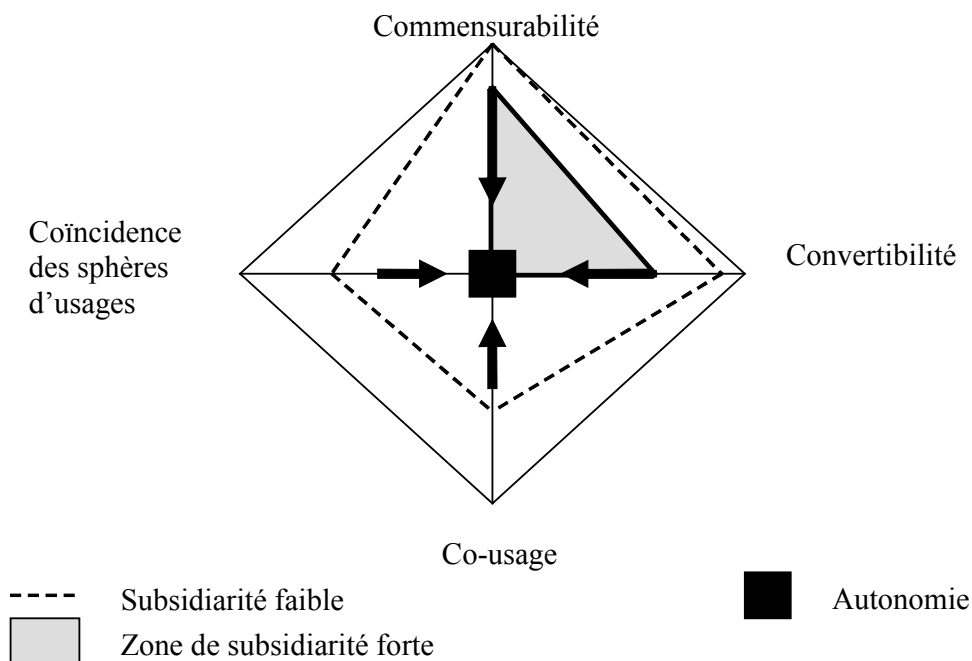 Commensurabilité
Coïncidence
des sphères
d’usages
Convertibilité
Co-usage
Subsidiarité faible
Autonomie
Zone de subsidiarité forte